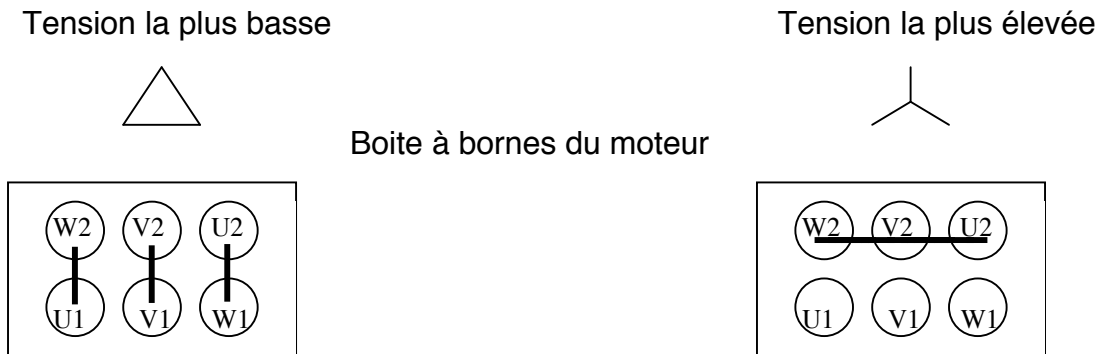 Tension la plus basse
Tension la plus élevée
Boite à bornes du moteur
W2 V2 U2
U1 V1 W1
W2 V2 U2
U1 V1 W1